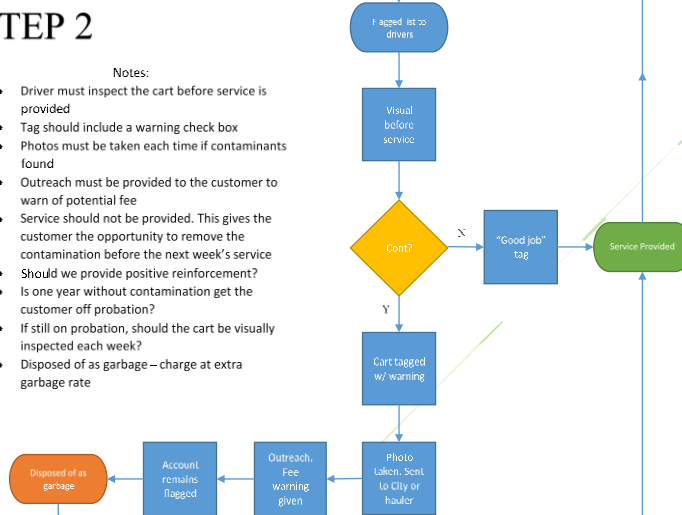 TEP 2
Notes:
Driver must inspect the cart before service is
provided
Tag should include a warning check box
Photos must be taken each time if contaminants
found
Outreach must be provided to the customer to
warn of potential fee
Service should not be provided. This gives the
customer the opportunity to remove the
contamination before the next week's service
Should we provide positive reinforcement?
Is one year without contamination get the
customer off probation?
If still on probation, should the cart be visually
inspected each week?
Disposed of as garbage – charge at extra
garbage rate
Flagged list to
drivers
Visual
before
service
Cont?
N
"Good job"
tag
Service Provided
Y
Cart tagged
w/ warning
Photo
taken. Sent
to City or
hauler
Outreach.
Fee
warning
given
Account
remains
flagged
Disposed of as
garbage